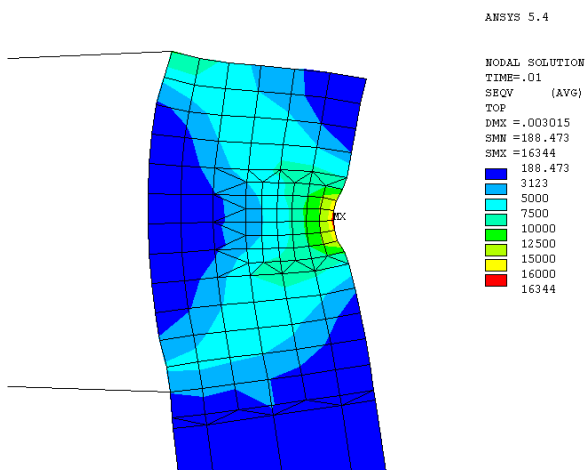 ANSYS 5.4
NODAL SOLUTION
TIME=.01
SEQV (AVG)
TOP
DMX =.003015
SMN =188.473
SMX =16344
188.473
3123
5000
7500
10000
12500
15000
16000
16344
MX